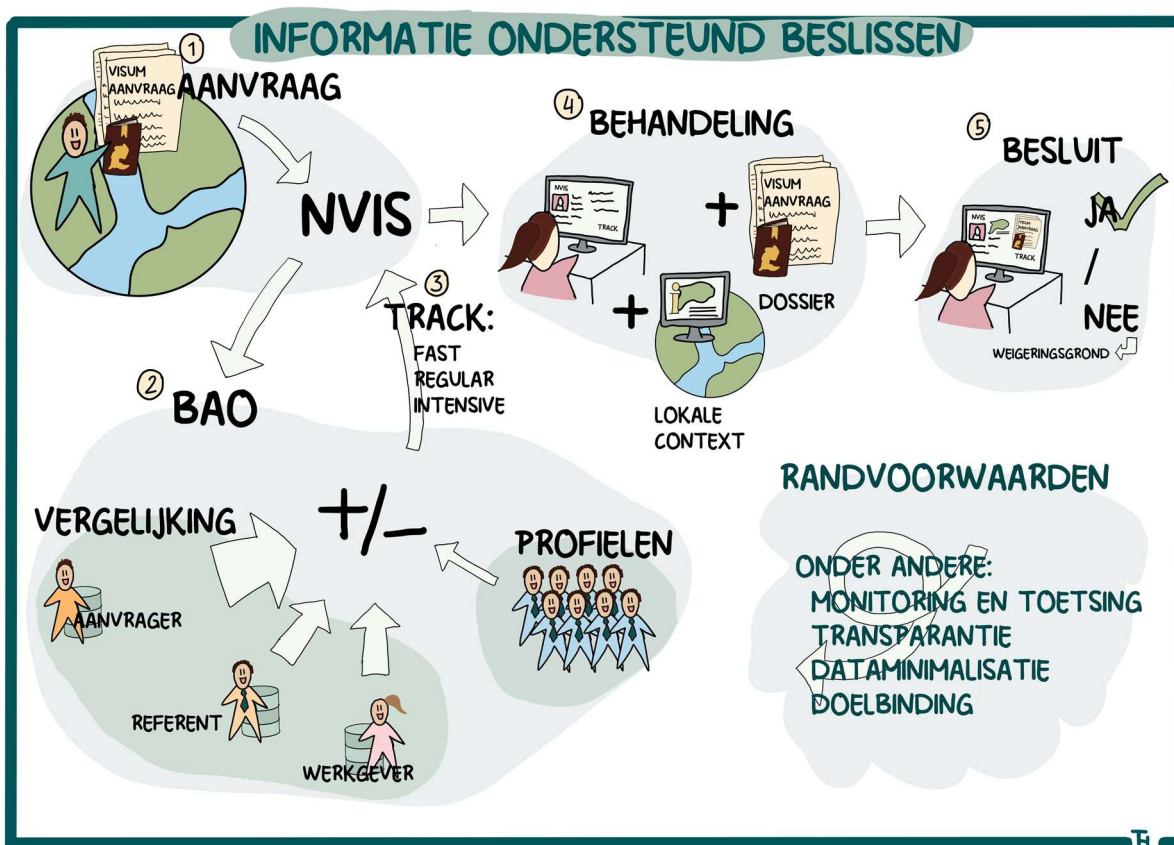 INFORMATIE ONDERSTEUND BESLISSEN
1
VISUM
AANVRAAG
AANVRAAG
NVIS
2
BAO
3
TRACK:
FAST
REGULAR
INTENSIVE
VERGELIJKING
+/-
AANVRAGER
REFERENT
WERKGEVER
PROFIELEN
4
BEHANDELING
NVIS
TRACK
+
VISUM
AANVRAAG
DOSSIER
+
i
LOKALE
CONTEXT
5
BESLUIT
NVIS
VISUM
AANVRAAG
TRACK
JA
/
NEE
WEIGERINGSGROND
RANDVOORWAARDEN
ONDER ANDERE:
MONITORING EN TOETSING
TRANSPARANTIE
DATAMINIMALISATIE
DOELBINDING